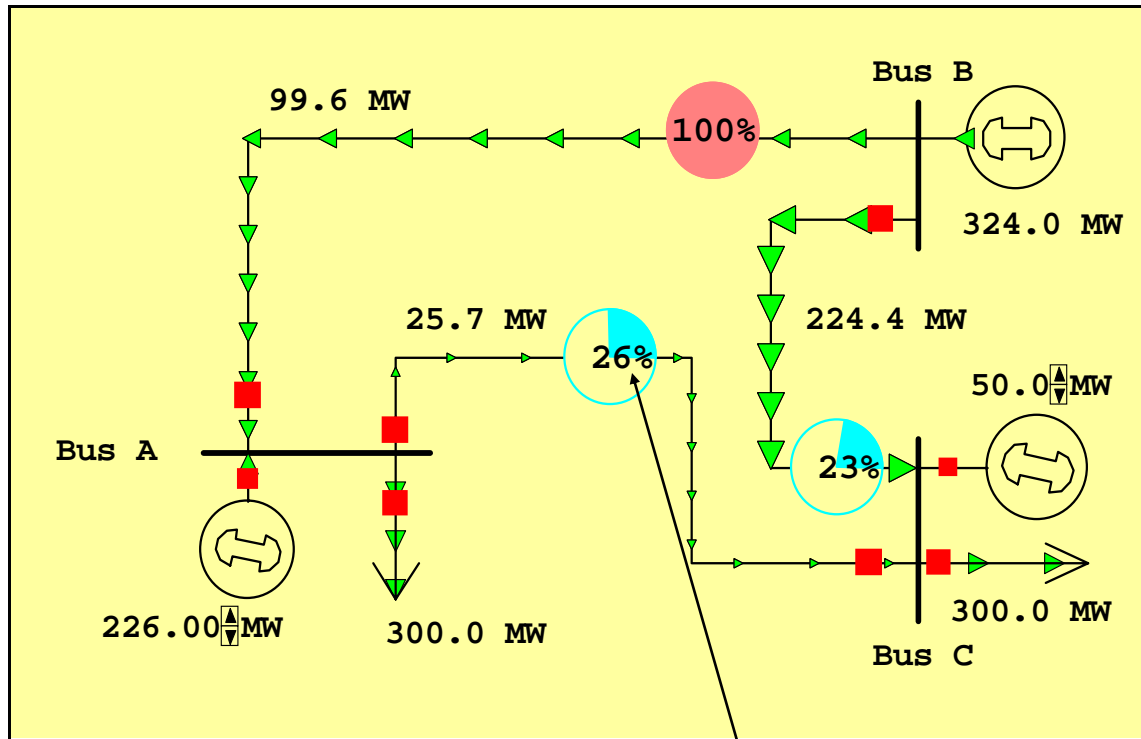 Bus B
99.6 MW
100%
324.0 MW
25.7 MW
224.4 MW
26%
50.0 MW
Bus A
23%
226.00 MW
300.0 MW
300.0 MW
Bus C